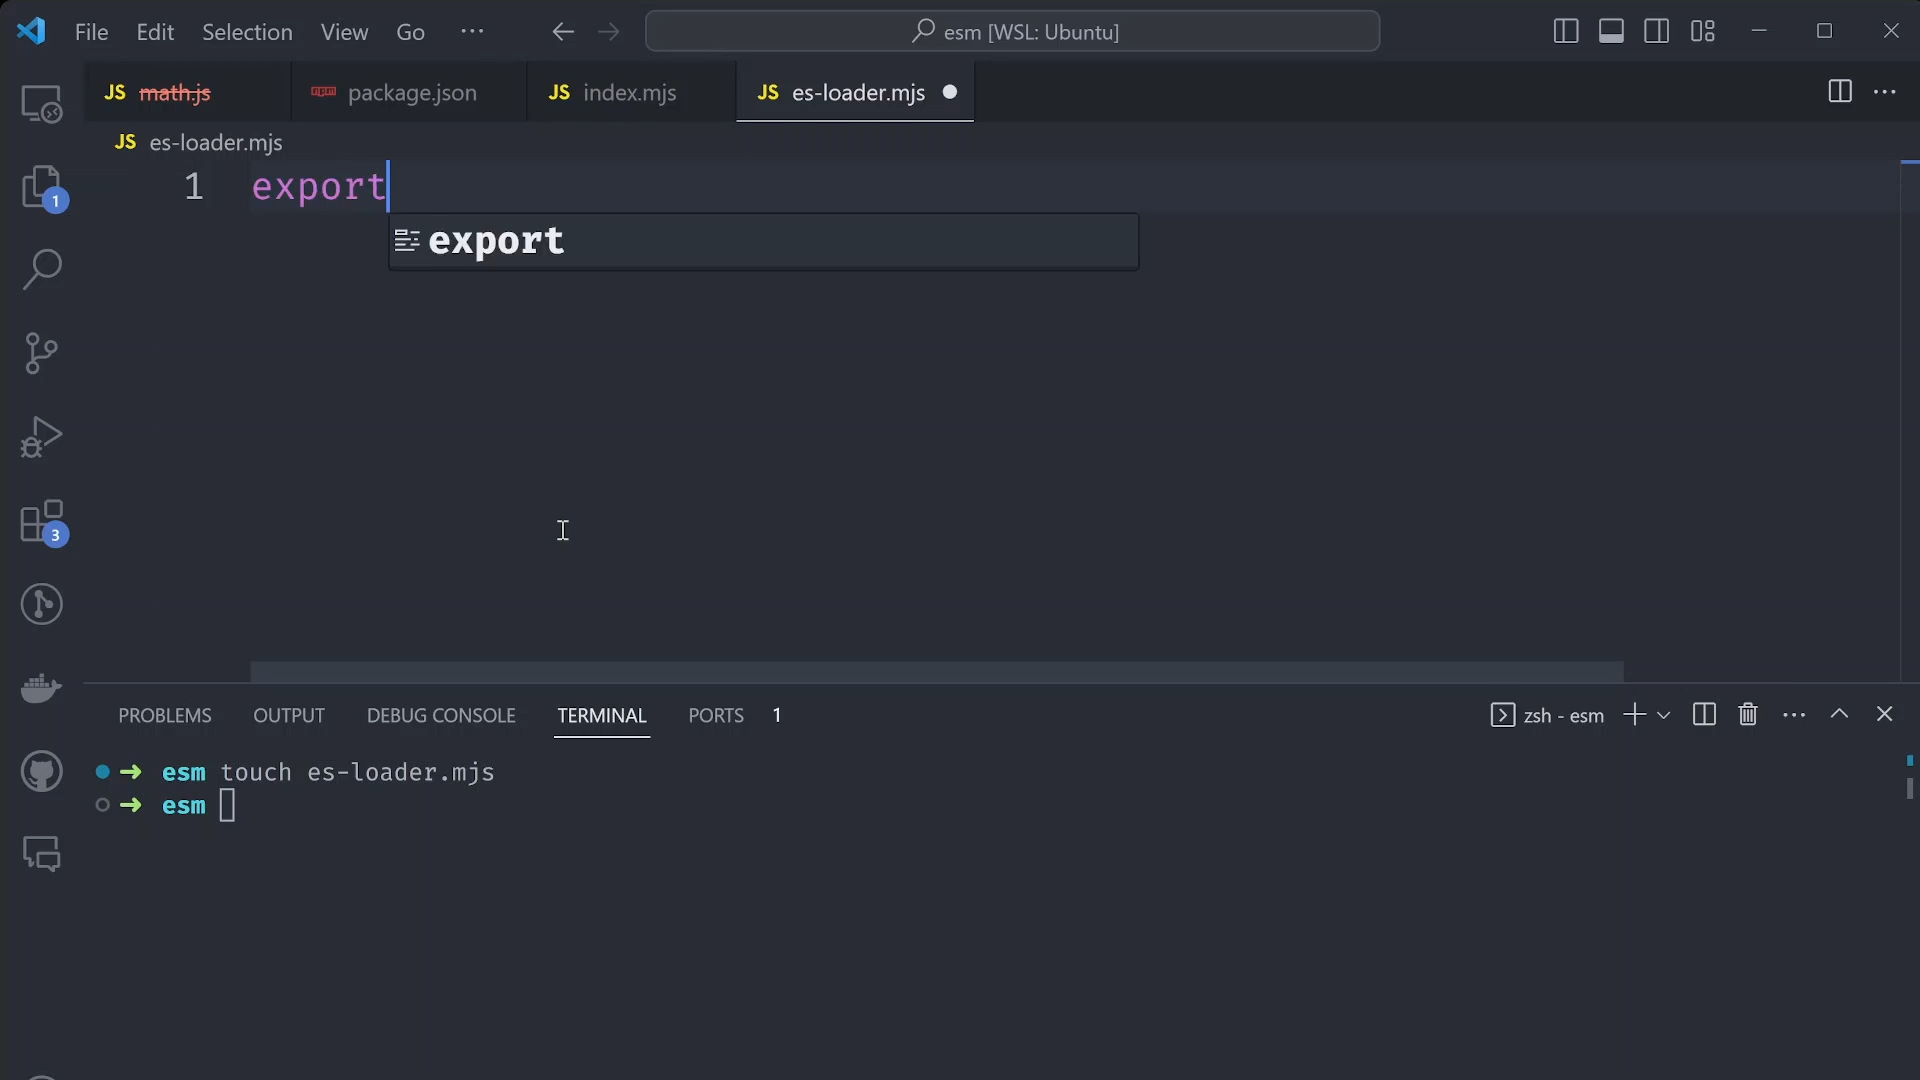 File Edit Selection View Go ··· esm [WSL: Ubuntu]
JS math.js package.json JS index.mjs JS es-loader.mjs
JS es-loader.mjs
1 export
export
1
3
PROBLEMS OUTPUT DEBUG CONSOLE TERMINAL PORTS 1 zsh - esm
➜ esm touch es-loader.mjs
➜ esm